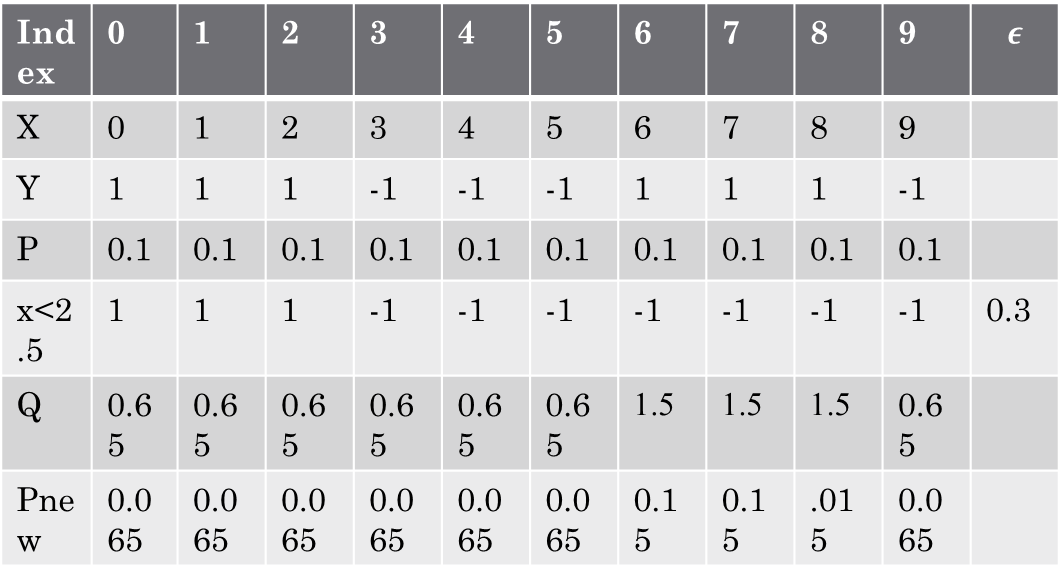 Ind 0 1 2 3 4 5 6 7 8 9 ϵ
ex
X 0 1 2 3 4 5 6 7 8 9
Y 1 1 1 -1 -1 -1 1 1 1 -1
P 0.1 0.1 0.1 0.1 0.1 0.1 0.1 0.1 0.1 0.1
x<2 1 1 1 -1 -1 -1 -1 -1 -1 -1 0.3
.5
Q 0.6 0.6 0.6 0.6 0.6 0.6 1.5 1.5 1.5 0.6
5 5 5 5 5 5 5
Pne 0.0 0.0 0.0 0.0 0.0 0.0 0.1 0.1 .01 0.0
w 65 65 65 65 65 65 5 5 5 65